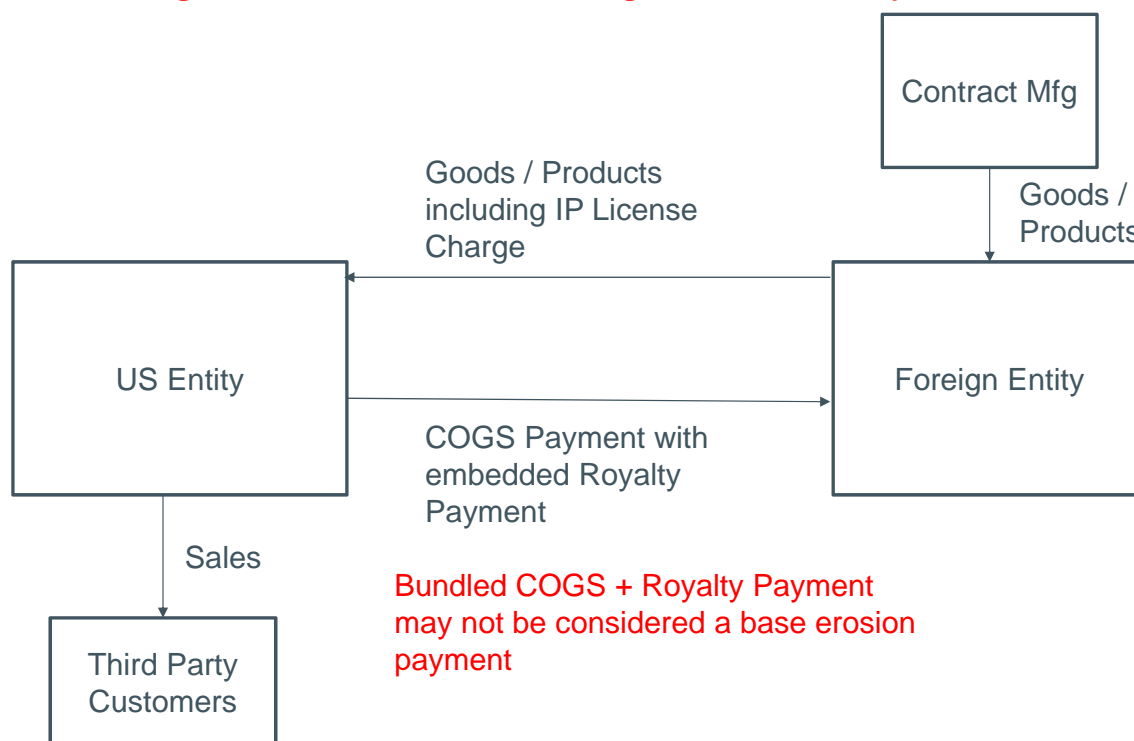 Contract Mfg
Goods / Products
including IP License
Charge
Goods /
Products
US Entity
Foreign Entity
COGS Payment with
embedded Royalty
Payment
Sales
Bundled COGS + Royalty Payment
may not be considered a base erosion
payment
Third Party
Customers